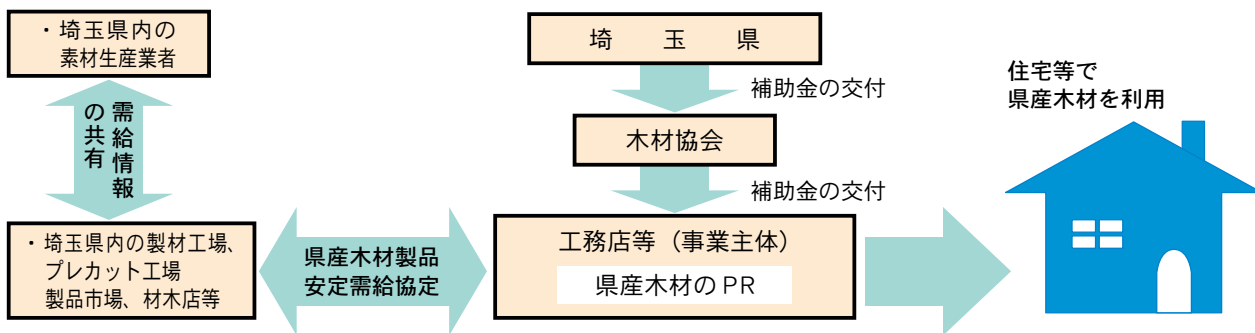 ・埼玉県内の
素材生産業者
需給情報
の共有
・埼玉県内の製材工場、
プレカット工場
製品市場、材木店等
県産木材製品
安定需給協定
埼　玉　県
補助金の交付
木材協会
補助金の交付
工務店等（事業主体）
県産木材のPR
住宅等で
県産木材を利用